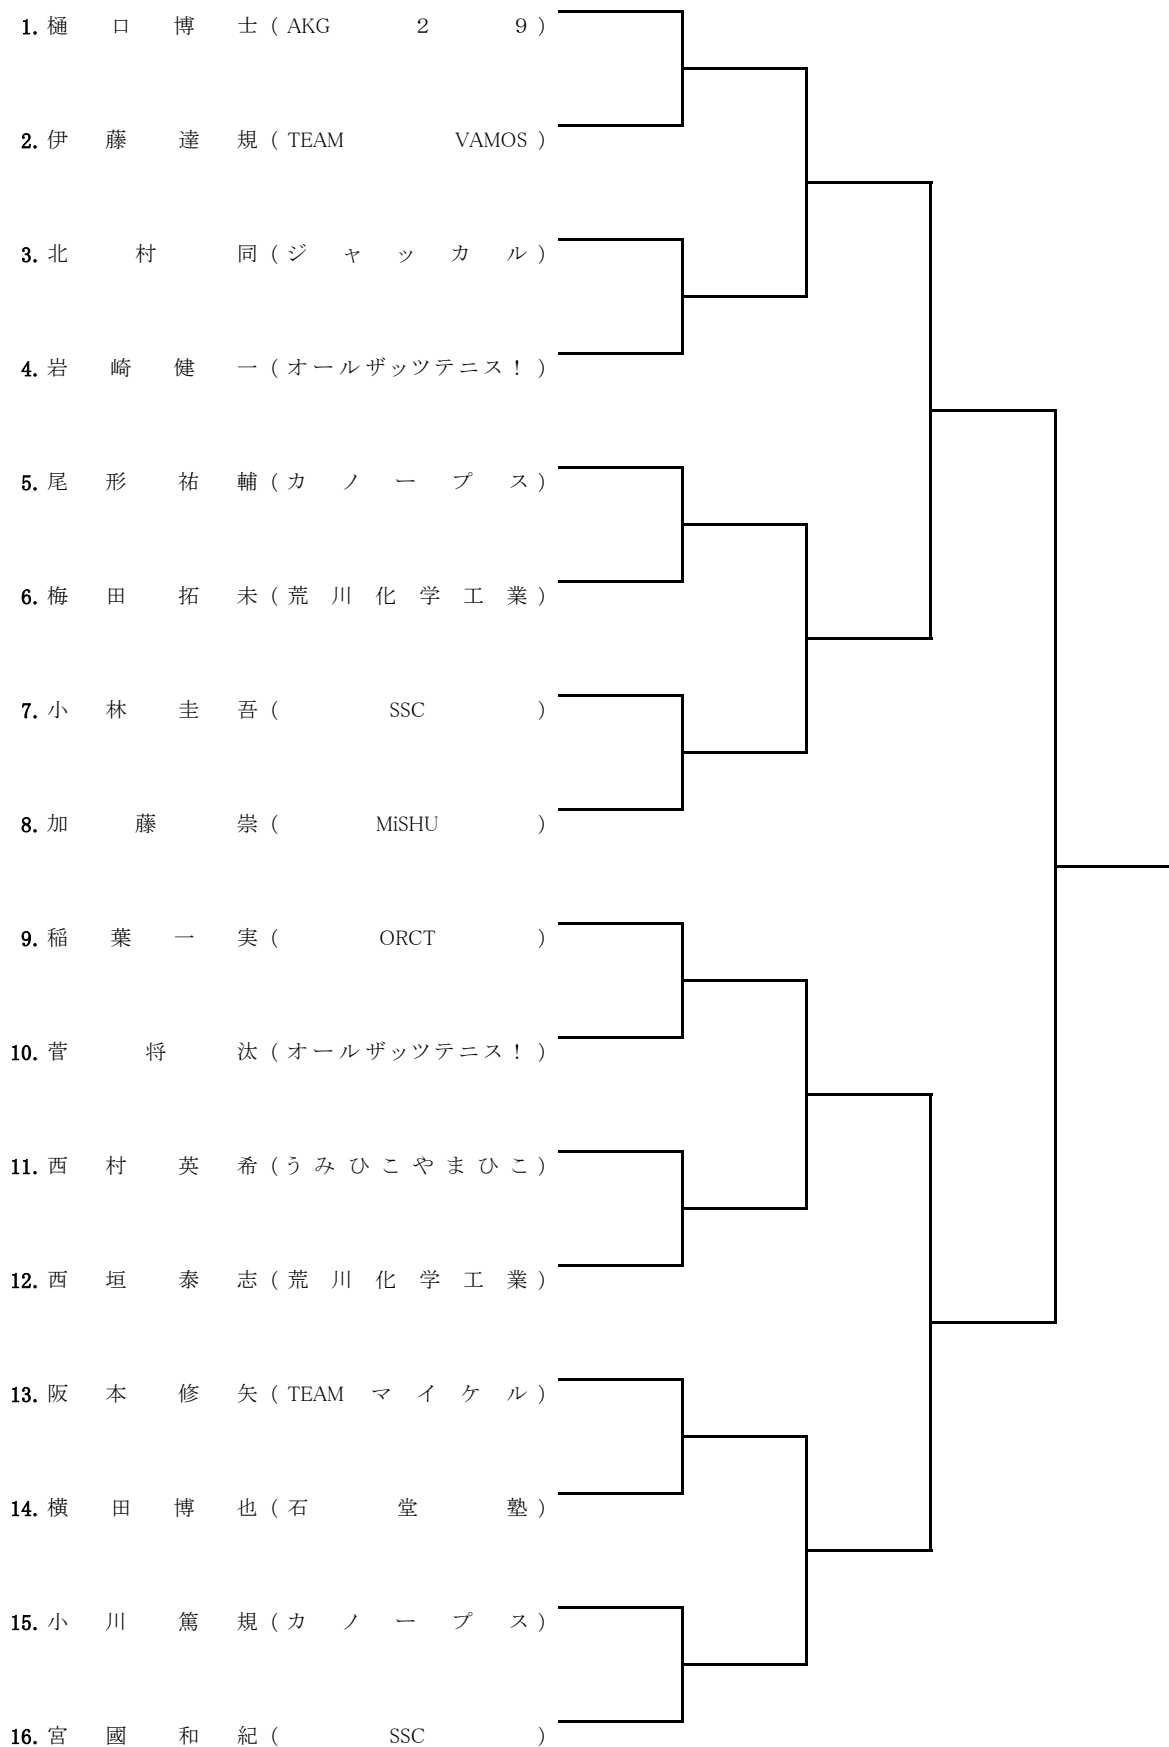 1. 樋口博士(AKG29)
2. 伊藤達規(TEAM VAMOS)
3. 北村同(ジャッカル)
4. 岩崎健一(オールザッツテニス!)
5. 尾形祐輔(カノープス)
6. 梅田拓未(荒川化学工業)
7. 小林圭吾(SSC)
8. 加藤崇(MiSHU)
9. 稲葉一実(ORCT)
10. 菅将汰(オールザッツテニス!)
11. 西村英希(うみひこやまひこ)
12. 西垣泰志(荒川化学工業)
13. 阪本修矢(TEAMマイケル)
14. 横田博也(石堂塾)
15. 小川篤規(カノープス)
16. 宮國和紀(SSC)